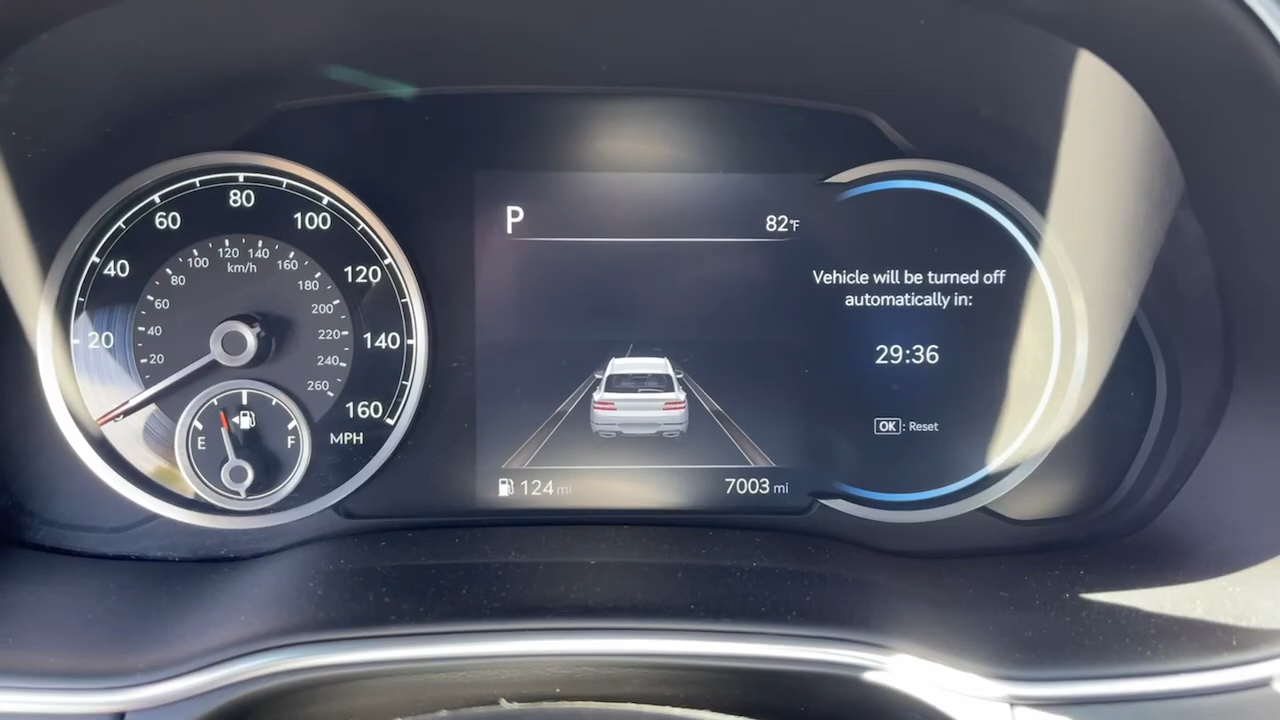 20
40
60
80
100
120
140
160
MPH
20
40
60
80
100
120
140
160
180
200
220
240
260
km/h
E
F
P
82°F
124 mi
7003 mi
Vehicle will be turned off
automatically in:
29:36
OK : Reset